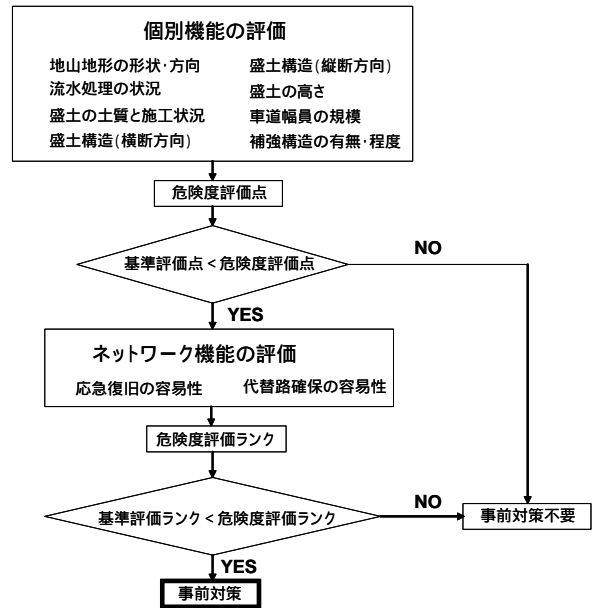 個別機能の評価
地山地形の形状・方向
流水処理の状況
盛土の土質と施工状況
盛土構造(横断方向)
盛土構造(縦断方向)
盛土の高さ
車道幅員の規模
補強構造の有無・程度
危険度評価点
基準評価点<危険度評価点
NO
YES
ネットワーク機能の評価
応急復旧の容易性
代替路確保の容易性
危険度評価ランク
基準評価ランク<危険度評価ランク
NO
事前対策不要
YES
事前対策